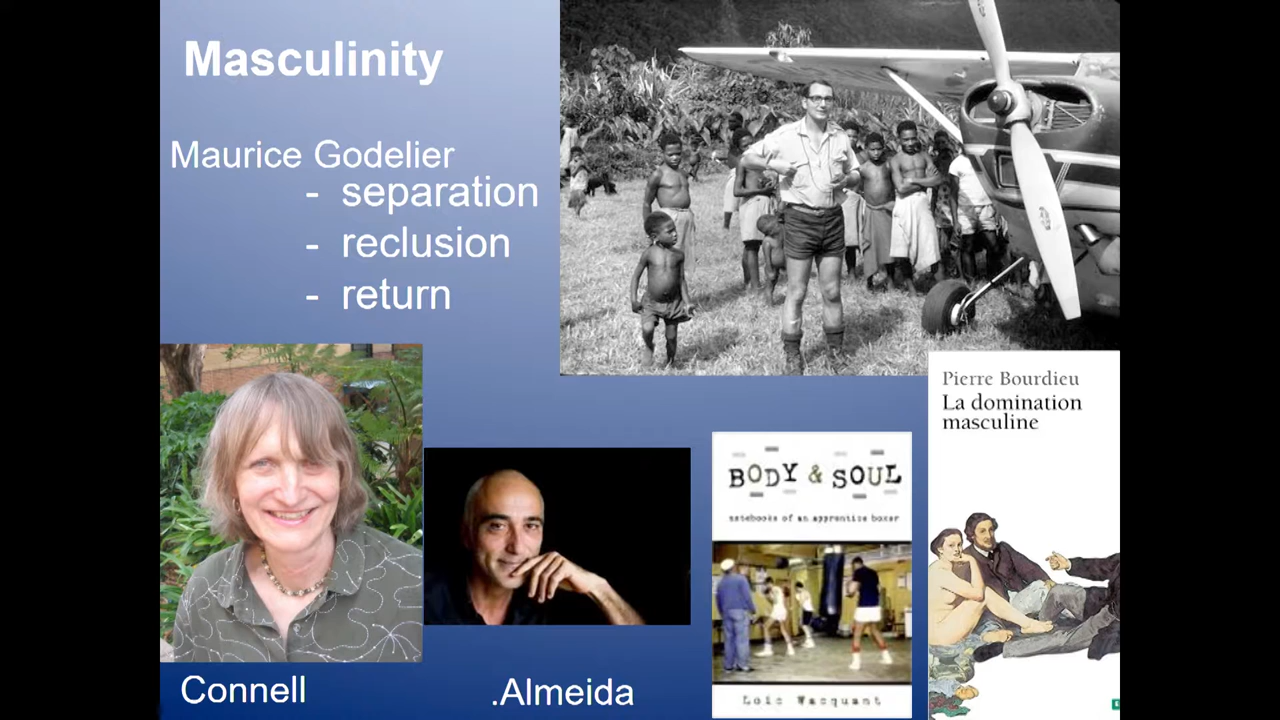 Masculinity
Maurice Godelier
- separation
- reclusion
- return
Pierre Bourdieu
La domination
masculine
BODY & SOUL
notebooks of an apprentice boxer
Loïc Wacquant
Connell
.Almeida